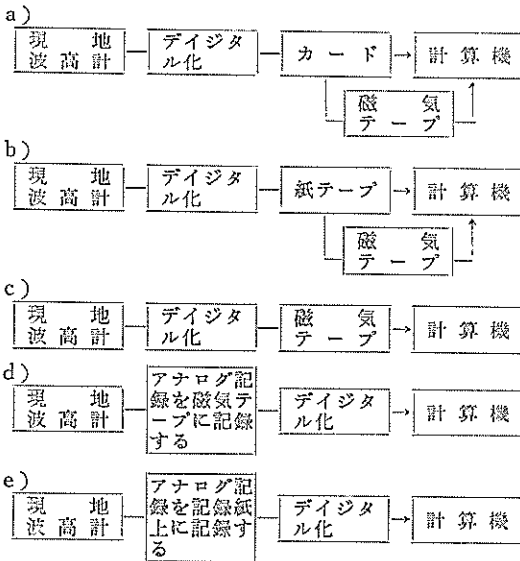 a)
現地 デイジタ カード 計算機
波高計 ル化
磁気
テープ
b)
現地 デイジタ 紙テープ 計算機
波高計 ル化
磁気
テープ
c)
現地 デイジタ 磁気 計算機
波高計 ル化 テープ
d)
アナログ記
現地 録を磁気テ デイジタ 計算機
波高計 ープに記録 ル化
する
e)
アナログ記
現地 録を記録紙 デイジタ 計算機
波高計 上に記録す ル化
る